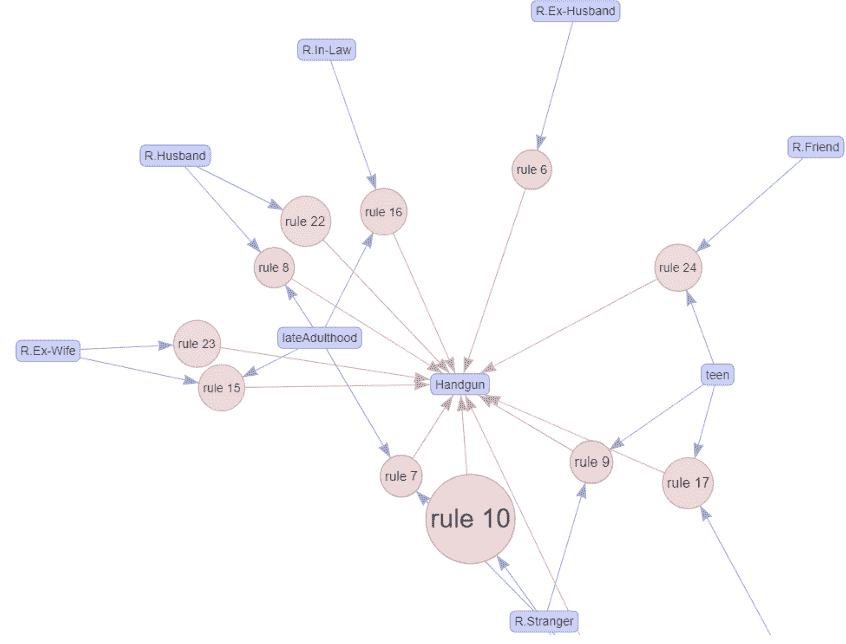 R.Ex-Husband
R.In-Law
R.Husband
R.Friend
rule 6
rule 16
rule 22
rule 8
rule 24
lateAdulthood
rule 23
R.Ex-Wife
rule 15
Handgun
teen
rule 7
rule 9
rule 17
rule 10
R.Stranger